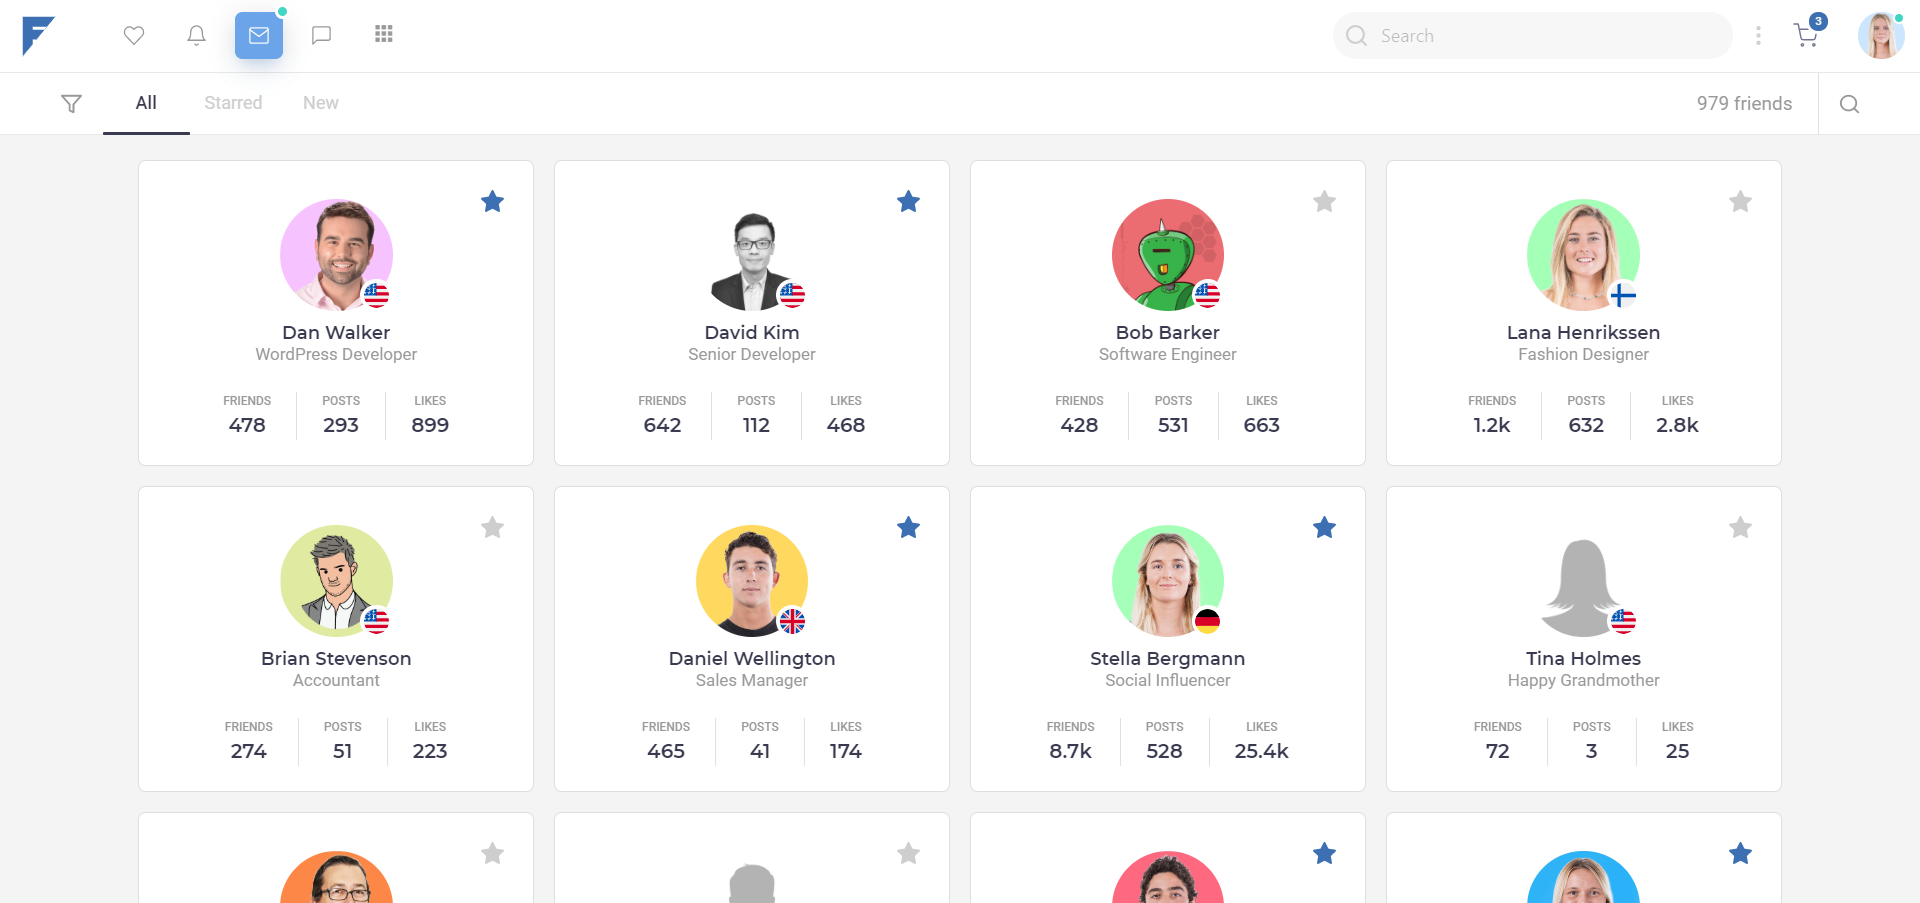 Search
3
All Starred New
979 friends
Dan Walker
WordPress Developer
FRIENDS POSTS LIKES
478 293 899
David Kim
Senior Developer
FRIENDS POSTS LIKES
642 112 468
Bob Barker
Software Engineer
FRIENDS POSTS LIKES
428 531 663
Lana Henrikssen
Fashion Designer
FRIENDS POSTS LIKES
1.2k 632 2.8k
Brian Stevenson
Accountant
FRIENDS POSTS LIKES
274 51 223
Daniel Wellington
Sales Manager
FRIENDS POSTS LIKES
465 41 174
Stella Bergmann
Social Influencer
FRIENDS POSTS LIKES
8.7k 528 25.4k
Tina Holmes
Happy Grandmother
FRIENDS POSTS LIKES
72 3 25